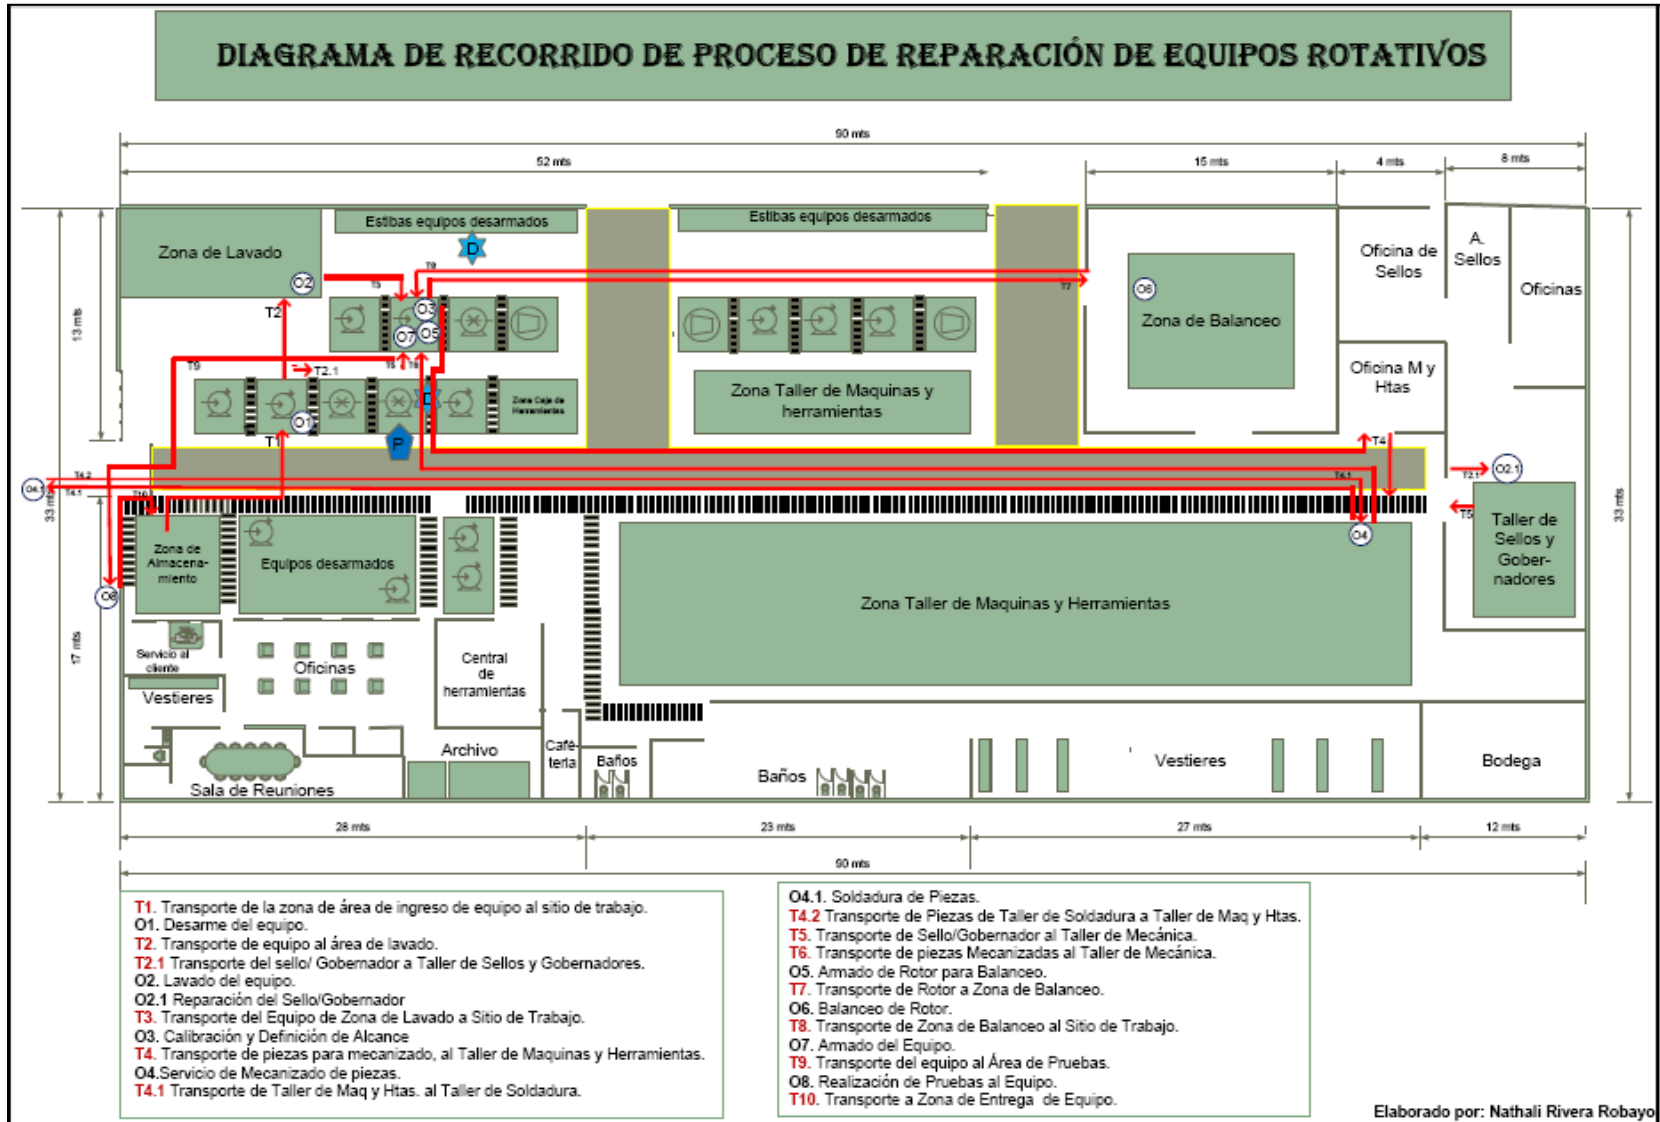 DIAGRAMA DE RECORRIDO DE PROCESO DE REPARACIÓN DE EQUIPOS ROTATIVOS
90 mts
52 mts
15 mts
4 mts
8 mts
Estibas equipos desarmados
Estibas equipos desarmados
Zona de Lavado
D
Oficina de
Sellos
A.
Sellos
Oficinas
T8
O2
T5
T7
O6
T2
O3
O7
O5
Zona de Balanceo
13 mts
T9
T2.1
T5
T6
Oficina M y
Htas
Zona Taller de Maquinas y
herramientas
Zona Caja de
Herramientas
D
O1
T1
P
T4
T4.2
T4.1
O4.1
T10
T4.1
T2.1
O2.1
33 mts
33 mts
T5
Zona de
Almacena-
miento
Equipos desarmados
O4
Taller de
Sellos y
Gober-
nadores
O8
Zona Taller de Maquinas y Herramientas
17 mts
Servicio al
cliente
Oficinas
Central
de
herramientas
Vestieres
Archivo
Café-
tería
Baños
Baños
Vestieres
Bodega
Sala de Reuniones
28 mts
23 mts
27 mts
12 mts
90 mts
T1. Transporte de la zona de área de ingreso de equipo al sitio de trabajo.
O1. Desarme del equipo.
T2. Transporte de equipo al área de lavado.
T2.1 Transporte del sello/ Gobernador a Taller de Sellos y Gobernadores.
O2. Lavado del equipo.
O2.1 Reparación del Sello/Gobernador
T3. Transporte del Equipo de Zona de Lavado a Sitio de Trabajo.
O3. Calibración y Definición de Alcance
T4. Transporte de piezas para mecanizado, al Taller de Maquinas y Herramientas.
O4.Servicio de Mecanizado de piezas.
T4.1 Transporte de Taller de Maq y Htas. al Taller de Soldadura.
O4.1. Soldadura de Piezas.
T4.2 Transporte de Piezas de Taller de Soldadura a Taller de Maq y Htas.
T5. Transporte de Sello/Gobernador al Taller de Mecánica.
T6. Transporte de piezas Mecanizadas al Taller de Mecánica.
O5. Armado de Rotor para Balanceo.
T7. Transporte de Rotor a Zona de Balanceo.
O6. Balanceo de Rotor.
T8. Transporte de Zona de Balanceo al Sitio de Trabajo.
O7. Armado del Equipo.
T9. Transporte del equipo al Área de Pruebas.
O8. Realización de Pruebas al Equipo.
T10. Transporte a Zona de Entrega de Equipo.
Elaborado por: Nathali Rivera Robayo